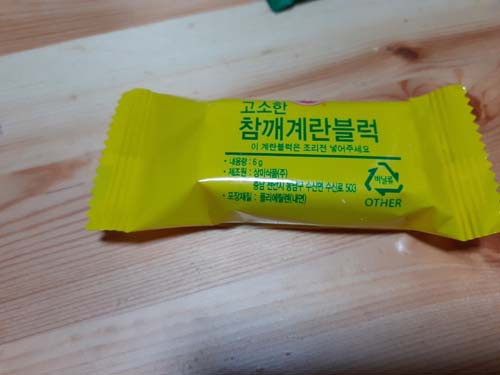 고소한
참깨계란블럭
이 계란블럭은 조리전 넣어주세요
· 내용량 : 6 g
· 제조원 : 상미식품(주)
충남 천안시 동남구 수신면 수신로 503
· 포장재질 : 폴리에틸렌(내면)
비닐류
OTHER